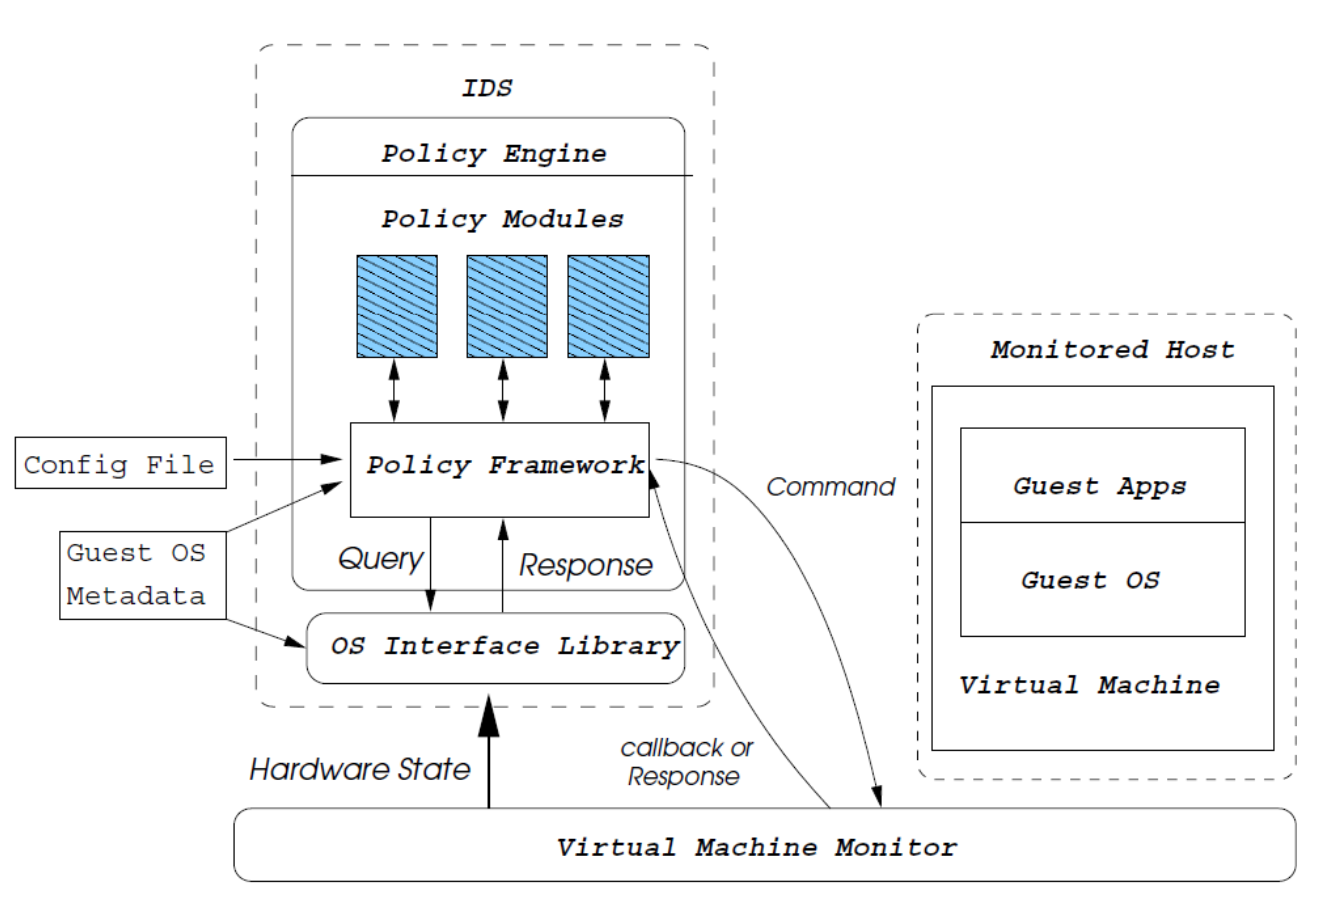 IDS
Policy Engine
Policy Modules
Config File
Policy Framework
Guest OS
Metadata
Query
Response
OS Interface Library
Command
Hardware State
callback or
Response
Monitored Host
Guest Apps
Guest OS
Virtual Machine
Virtual Machine Monitor